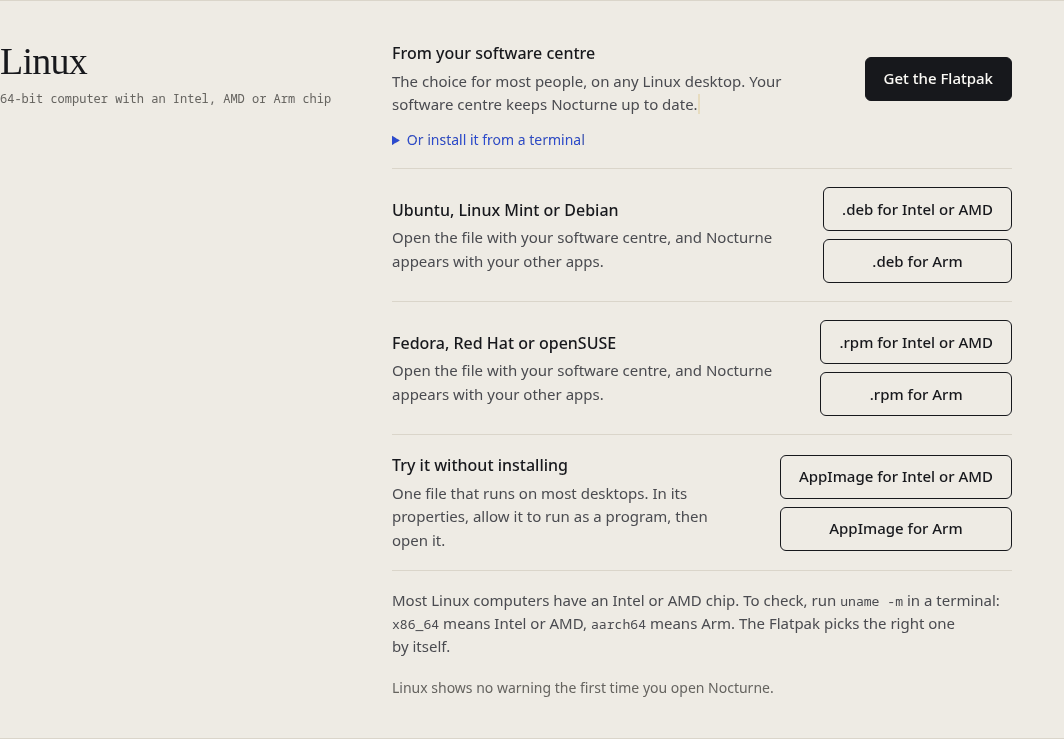 Linux
64-bit computer with an Intel, AMD or Arm chip
From your software centre
The choice for most people, on any Linux desktop. Your
software centre keeps Nocturne up to date.
Get the Flatpak
Or install it from a terminal
Ubuntu, Linux Mint or Debian
Open the file with your software centre, and Nocturne
appears with your other apps.
.deb for Intel or AMD
.deb for Arm
Fedora, Red Hat or openSUSE
Open the file with your software centre, and Nocturne
appears with your other apps.
.rpm for Intel or AMD
.rpm for Arm
Try it without installing
One file that runs on most desktops. In its
properties, allow it to run as a program, then
open it.
AppImage for Intel or AMD
AppImage for Arm
Most Linux computers have an Intel or AMD chip. To check, run uname -m in a terminal:
x86_64 means Intel or AMD, aarch64 means Arm. The Flatpak picks the right one
by itself.
Linux shows no warning the first time you open Nocturne.